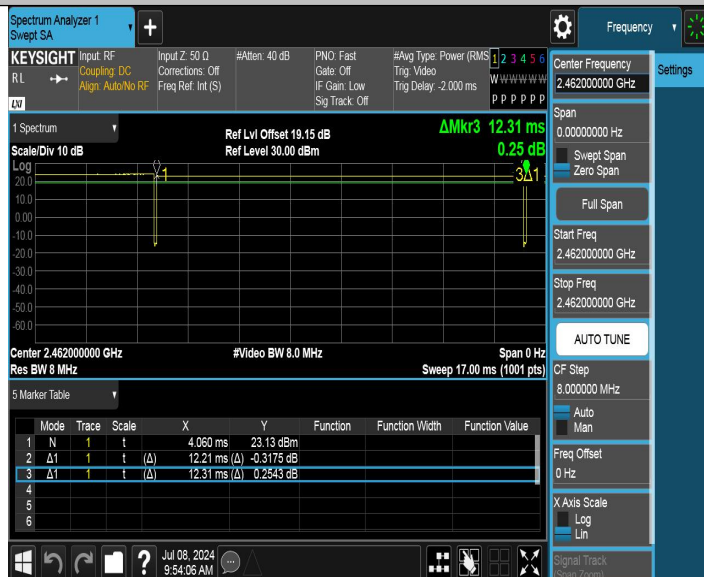 Spectrum Analyzer 1
Swept SA
+
Frequency
KEYSIGHT
RL
LXI
Input: RF
Coupling: DC
Align: Auto/No RF
Input Z: 50 Ω
Corrections: Off
Freq Ref: Int (S)
#Atten: 40 dB
PNO: Fast
Gate: Off
IF Gain: Low
Sig Track: Off
#Avg Type: Power (RMS
Trig: Video
Trig Delay: -2.000 ms
1 2 3 4 5 6
W W W W W W
P P P P P P
1 Spectrum
Scale/Div 10 dB
Ref Lvl Offset 19.15 dB
Ref Level 30.00 dBm
ΔMkr3 12.31 ms
0.25 dB
Log
20.0
10.0
0.00
-10.0
-20.0
-30.0
-40.0
-50.0
-60.0
1
3Δ1
Center 2.462000000 GHz
#Video BW 8.0 MHz
Span 0 Hz
Res BW 8 MHz
Sweep 17.00 ms (1001 pts)
5 Marker Table
Mode Trace Scale X Y Function Function Width Function Value
1 N 1 t 4.060 ms 23.13 dBm
2 Δ1 1 t (Δ) 12.21 ms (Δ) -0.3175 dB
3 Δ1 1 t (Δ) 12.31 ms (Δ) 0.2543 dB
4
5
6
?
Jul 08, 2024
9:54:06 AM
Center Frequency
2.462000000 GHz
Settings
Span
0.00000000 Hz
Swept Span
Zero Span
Full Span
Start Freq
2.462000000 GHz
Stop Freq
2.462000000 GHz
AUTO TUNE
CF Step
8.000000 MHz
Auto
Man
Freq Offset
0 Hz
X Axis Scale
Log
Lin
Signal Track
(Span Zoom)